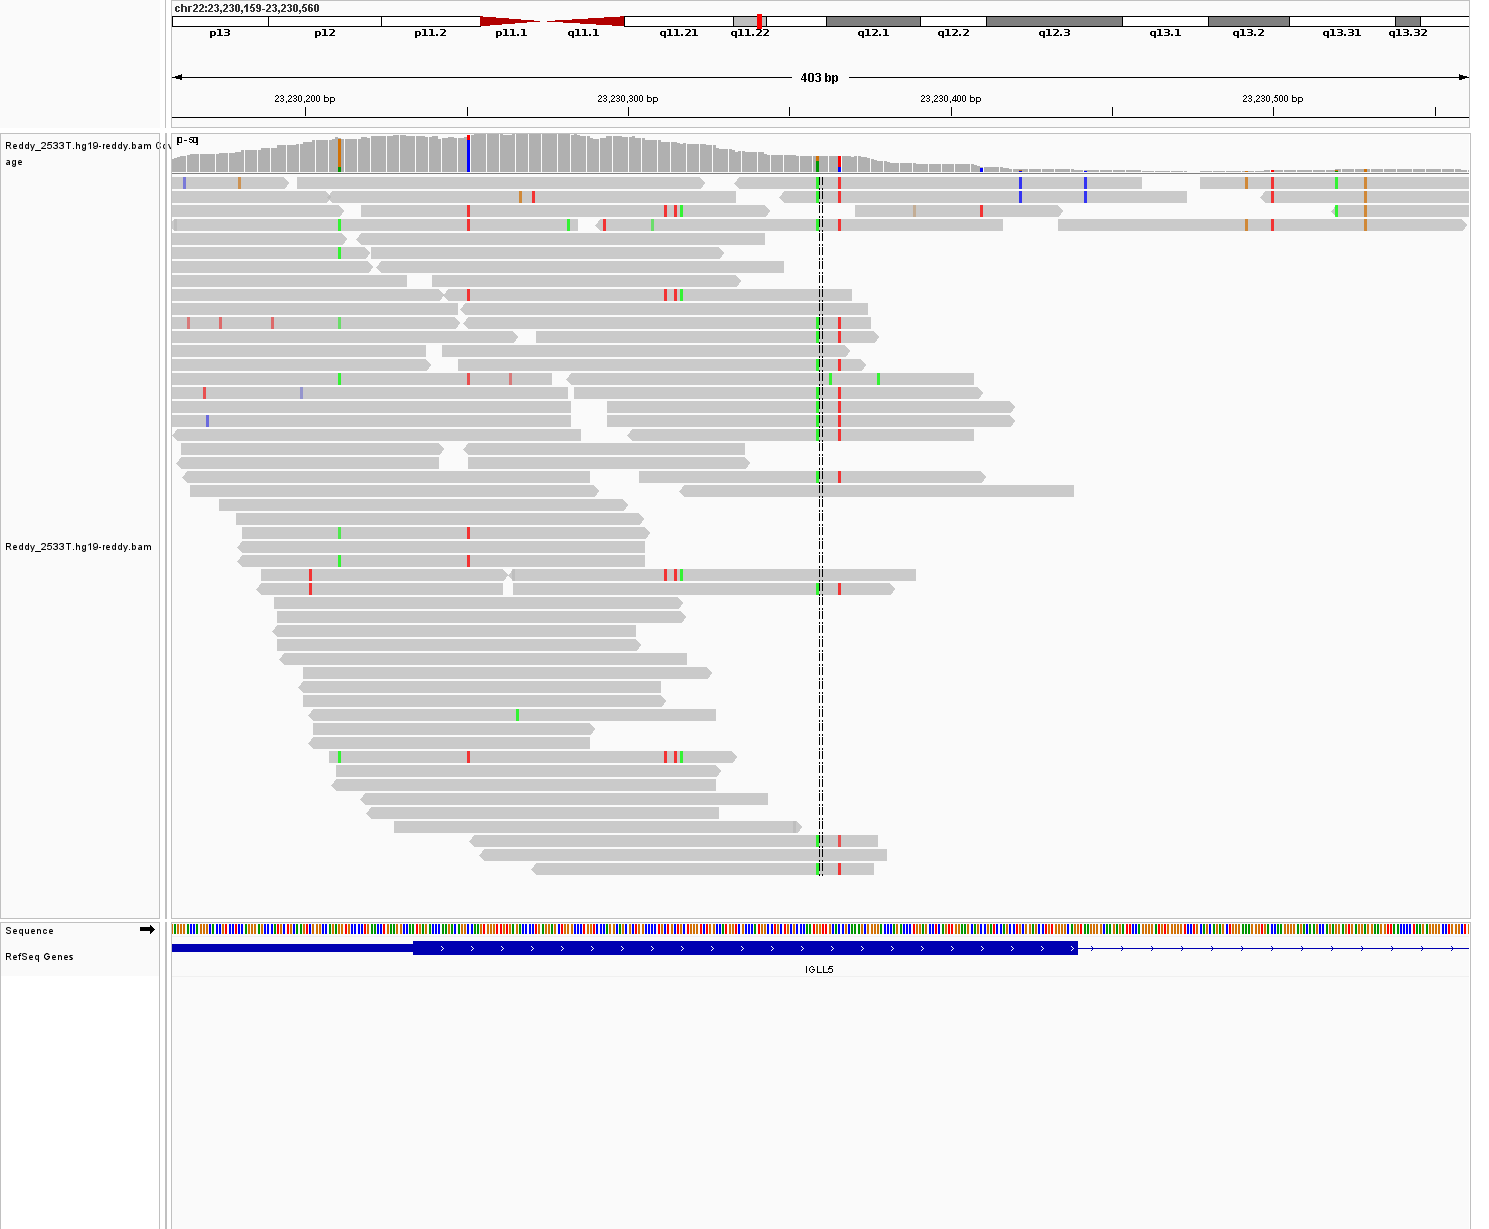 chr22:23,230,159-23,230,560
p13 p12 p11.2 p11.1 q11.1 q11.21 q11.22 q12.1 q12.2 q12.3 q13.1 q13.2 q13.31 q13.32
403 bp
23,230,200 bp 23,230,300 bp 23,230,400 bp 23,230,500 bp
Reddy_2533T.hg19-reddy.bam Cov
age
Reddy_2533T.hg19-reddy.bam
Sequence
RefSeq Genes
IGLL5